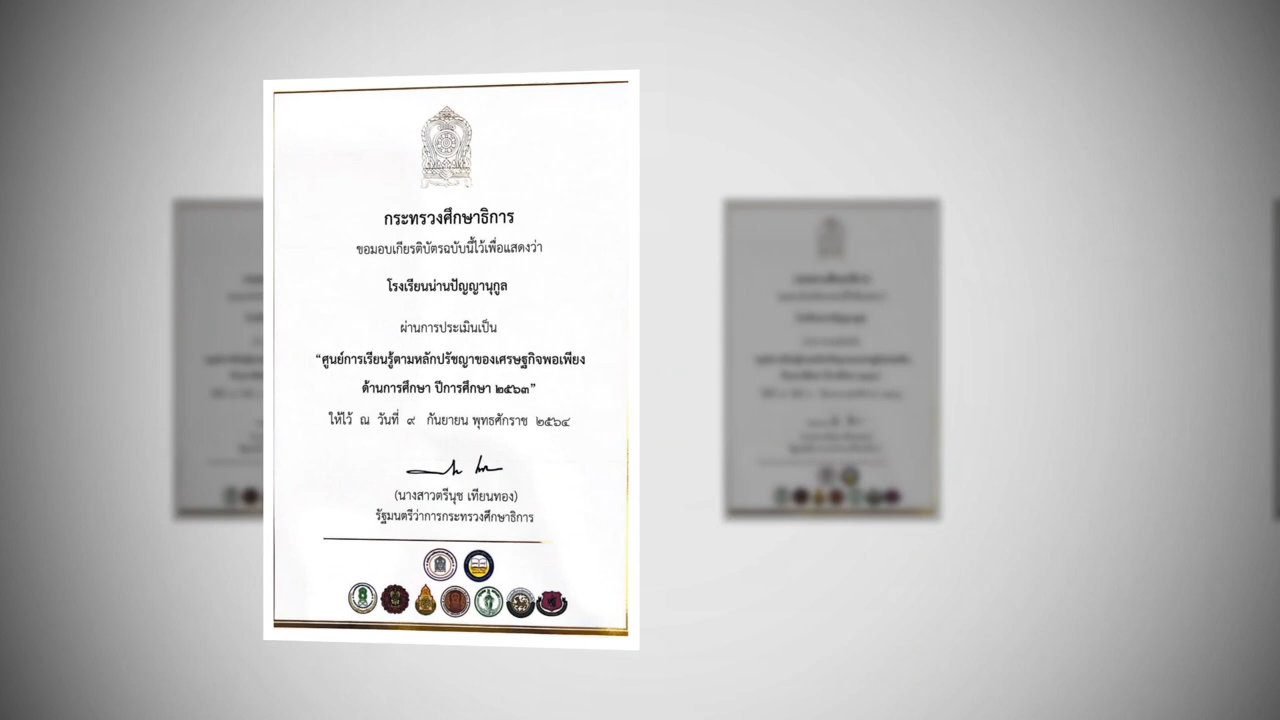 กระทรวงศึกษาธิการ
ขอมอบเกียรติบัตรฉบับนี้ไว้เพื่อแสดงว่า
โรงเรียนน่านปัญญานุกูล
ผ่านการประเมินเป็น
“ศูนย์การเรียนรู้ตามหลักปรัชญาของเศรษฐกิจพอเพียง
ด้านการศึกษา ปีการศึกษา ๒๕๖๓”
ให้ไว้ ณ วันที่ ๙ กันยายน พุทธศักราช ๒๕๖๔
(นางสาวตรีนุช เทียนทอง)
รัฐมนตรีว่าการกระทรวงศึกษาธิการ